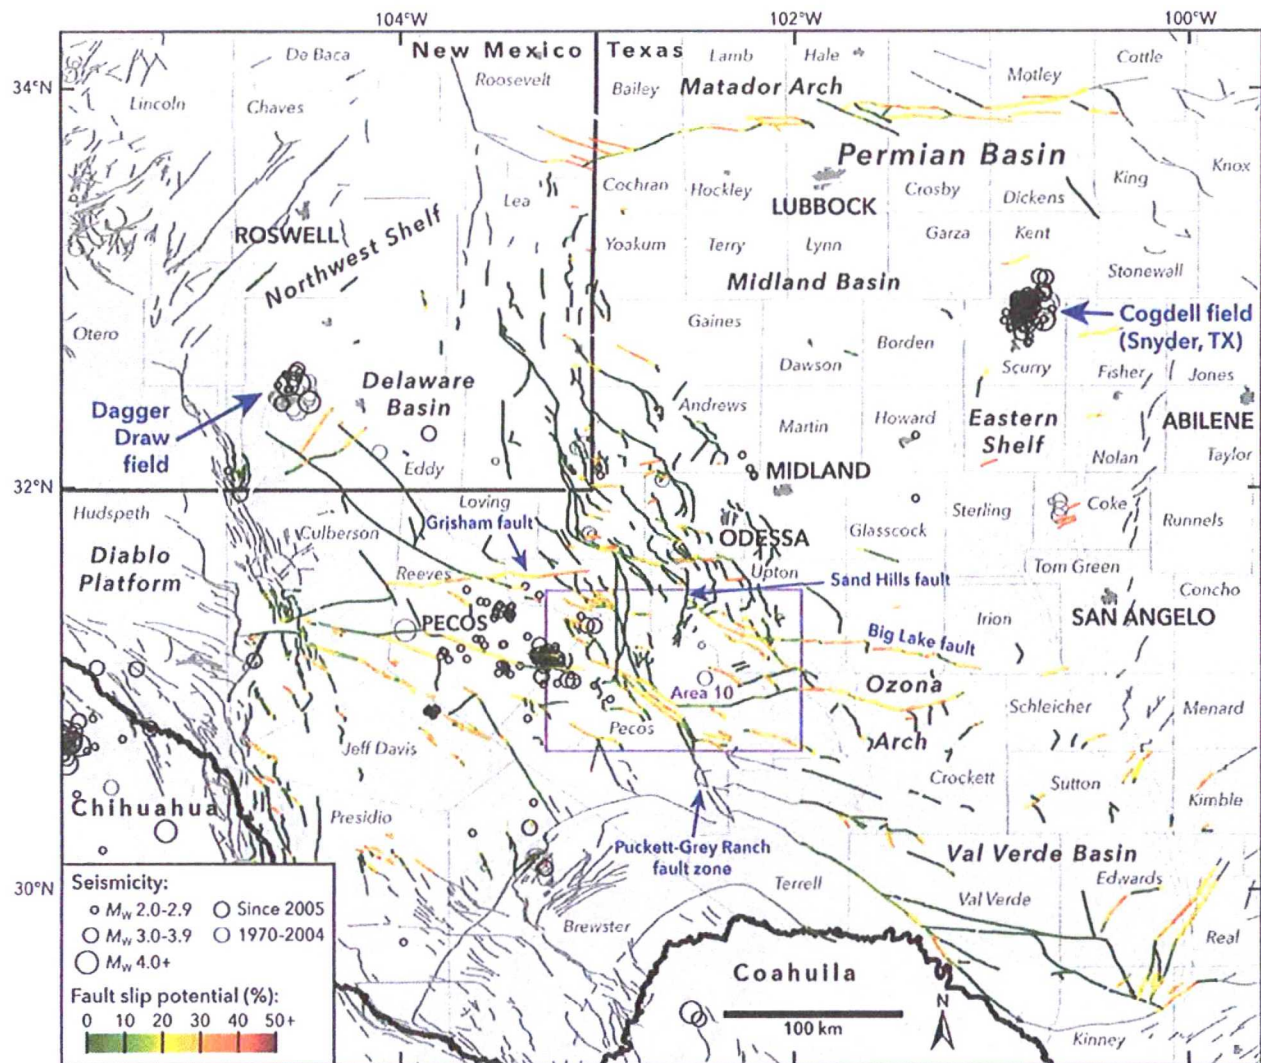 104°W 102°W 100°W
New Mexico Texas
De Baca
Roosevelt
Lamb
Hale
Cottle
Motley
34°N
Lincoln
Chaves
Bailey
Matador Arch
Permian Basin
Cochran
Hockley
LUBBOCK
Crosby
Dickens
King
Knox
Lea
ROSWELL
Northwest Shelf
Yoakum
Terry
Lynn
Garza
Kent
Stonewall
Midland Basin
Otero
Gaines
Borden
Cogdell field
(Snyder, TX)
Dawson
Scurry
Fisher
Jones
Delaware
Basin
Dagger
Draw
field
Andrews
Martin
Howard
Eastern
Shelf
ABILENE
Eddy
MIDLAND
Nolan
Taylor
32°N
Hudspeth
Loving
Grisham fault
Culberson
ODESSA
Glasscock
Sterling
Coke
Runnels
Diablo
Platform
Reeves
Upton
Sand Hills fault
Tom Green
Concho
PECOS
Irion
SAN ANGELO
Big Lake fault
Area 10
Ozona
Arch
Schleicher
Menard
Pecos
Jeff Davis
Crockett
Sutton
Kimble
Chihuahua
Presidio
Puckett-Grey Ranch
fault zone
Val Verde Basin
30°N
Terrell
Val Verde
Edwards
Real
Brewster
Coahuila
N
100 km
Kinney
Seismicity:
Mw 2.0-2.9 Since 2005
Mw 3.0-3.9 1970-2004
Mw 4.0+
Fault slip potential (%):
0 10 20 30 40 50+